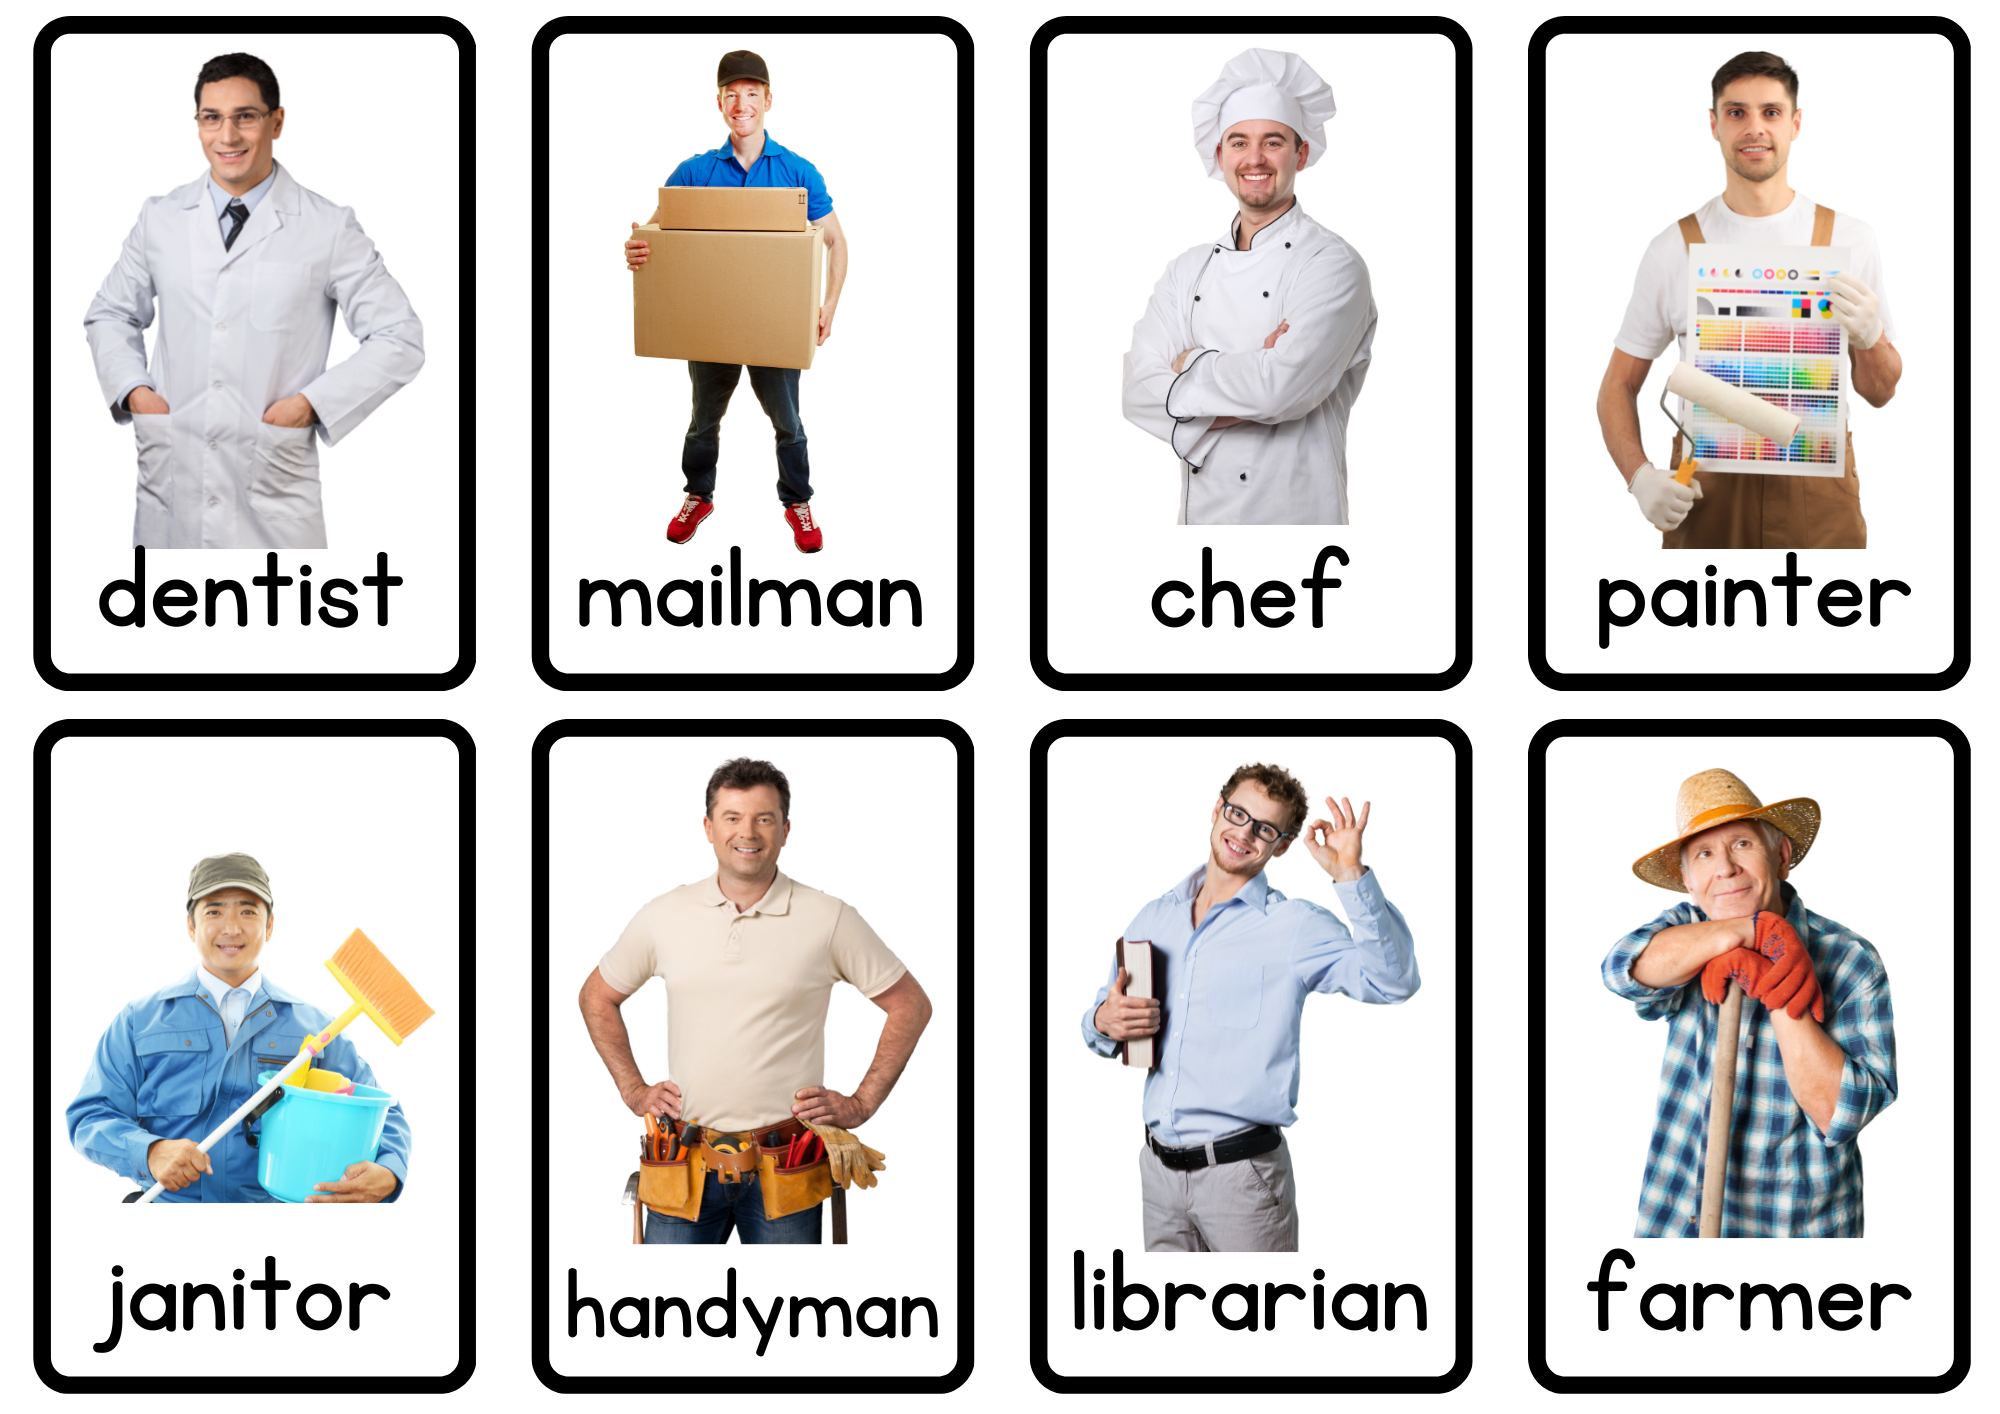 dentist
mailman
chef
painter
janitor
handyman
librarian
farmer